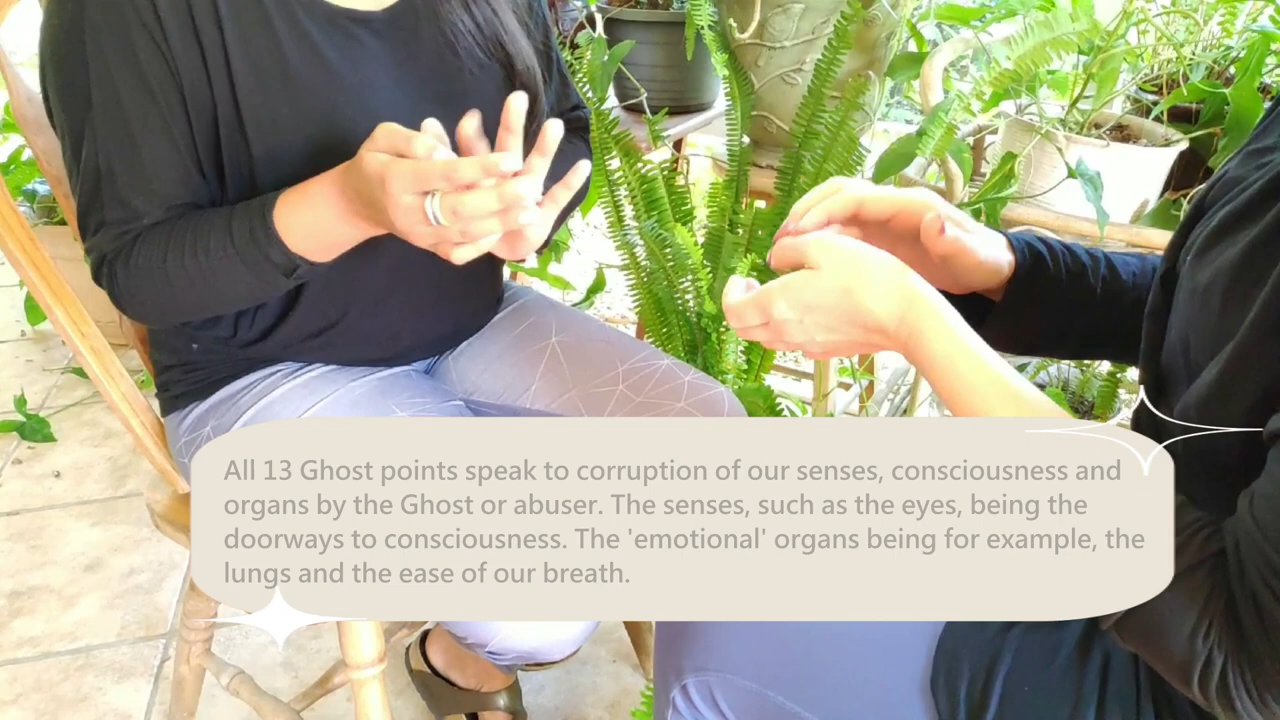 All 13 Ghost points speak to corruption of our senses, consciousness and
organs by the Ghost or abuser. The senses, such as the eyes, being the
doorways to consciousness. The 'emotional' organs being for example, the
lungs and the ease of our breath.